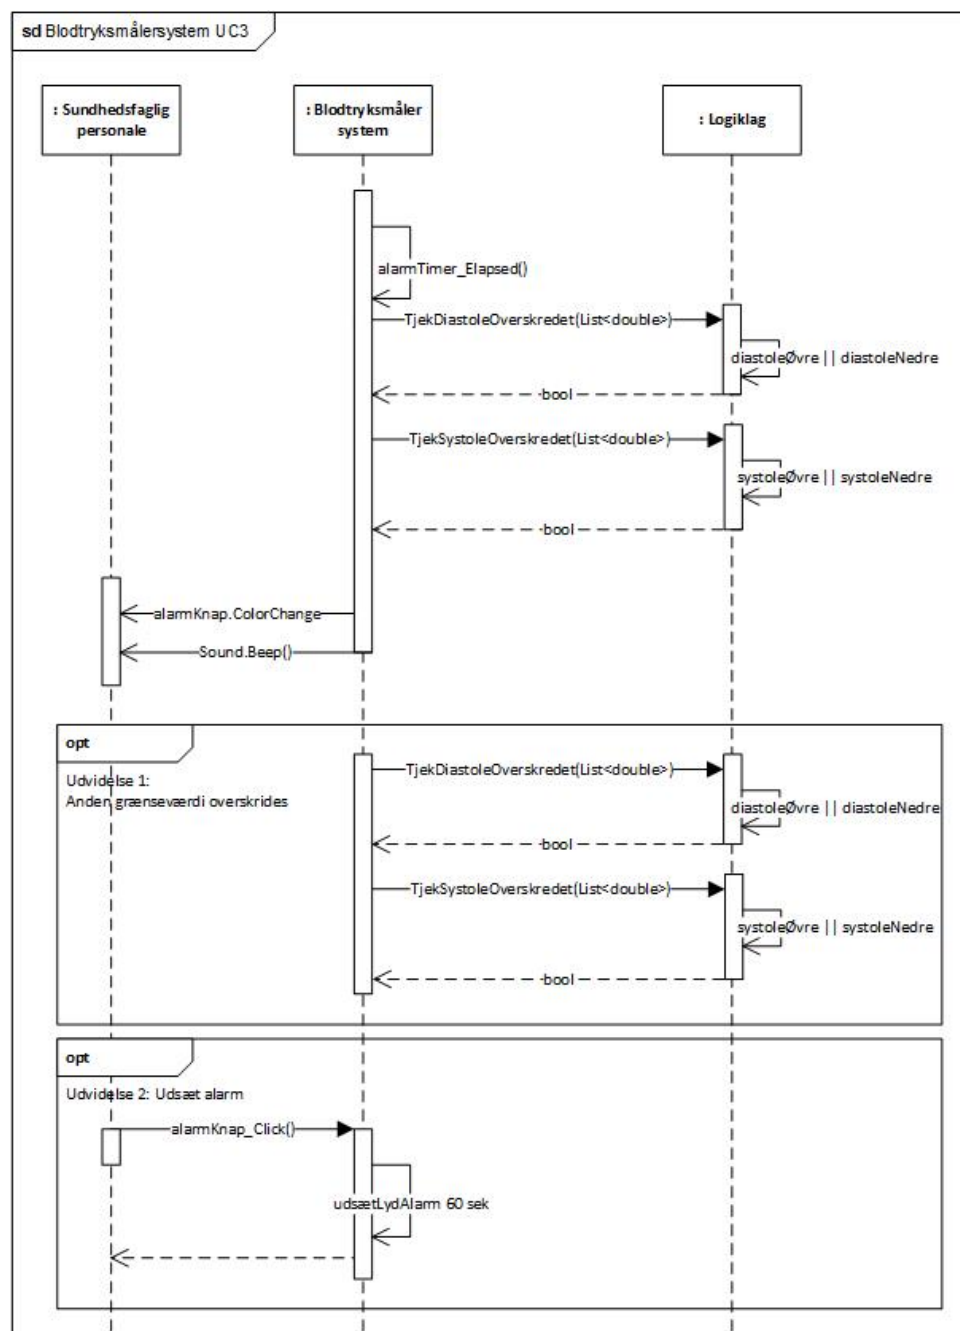 sd Blodtryksmålersystem UC3
: Sundhedsfaglig
personale
: Blodtryksmåler
system
: Logiklag
alarmTimer_Elapsed()
TjekDiastoleOverskredet(List<double>)
diastoleØvre || diastoleNedre
bool
TjekSystoleOverskredet(List<double>)
systoleØvre || systoleNedre
bool
alarmKnap.ColorChange
Sound.Beep()
opt
Udvidelse 1:
Anden grænseværdi overskrides
TjekDiastoleOverskredet(List<double>)
diastoleØvre || diastoleNedre
bool
TjekSystoleOverskredet(List<double>)
systoleØvre || systoleNedre
bool
opt
Udvidelse 2: Udsæt alarm
alarmKnap_Click()
udsætLydAlarm 60 sek